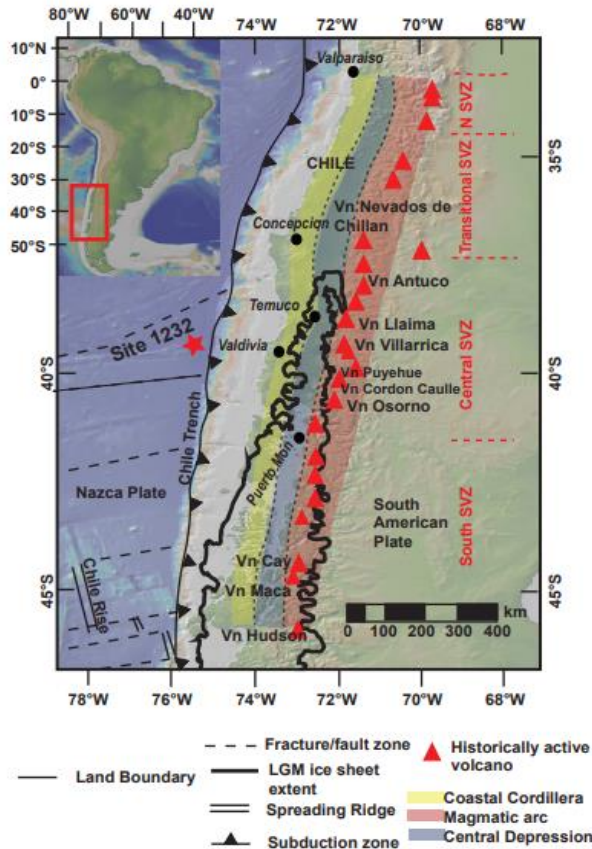 80°W 60°W 40°W 72°W 70°W 68°W
10°N
0°
10°S
20°S
30°S
40°S
50°S
35°S
40°S
45°S
Valparaiso
CHILE
Concepcion
Vn Nevados de
Chillan
Vn Antuco
Temuco
Vn Llaima
Site 1232
Valdivia
Vn Villarrica
Vn Puyehue
Vn Cordon Caulle
Vn Osorno
Chile Trench
Puerto Mon
Nazca Plate
South
American
Plate
Chile Rise
Vn Cay
Vn Maca
Vn Hudson
N SVZ
Transitional SVZ
Central SVZ
South SVZ
35°S
40°S
45°S
km
0 100 200 300 400
78°W 76°W 74°W 72°W 70°W 68°W
Land Boundary
Fracture/fault zone
LGM ice sheet
extent
Spreading Ridge
Subduction zone
Historically active
volcano
Coastal Cordillera
Magmatic arc
Central Depression